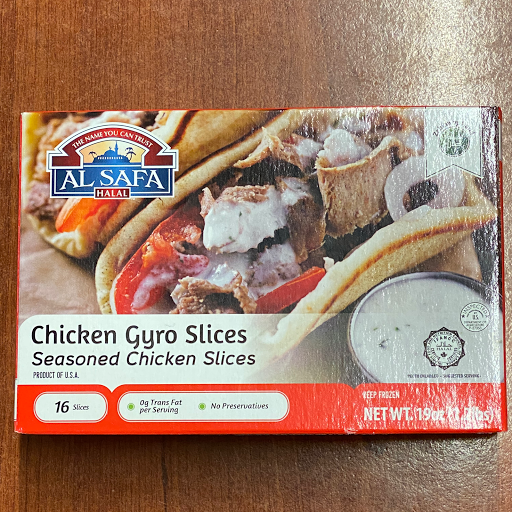 THE NAME YOU CAN TRUST
AL SAFA
HALAL
Chicken Gyro Slices
Seasoned Chicken Slices
PRODUCT OF U.S.A.
16 Slices
0g Trans Fat
per Serving
No Preservatives
KEEP FROZEN
NET WT. 19oz